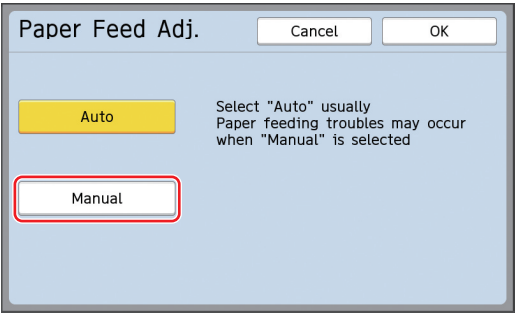 Paper Feed Adj.
Cancel
OK
Auto
Select "Auto" usually
Paper feeding troubles may occur
when "Manual" is selected
Manual